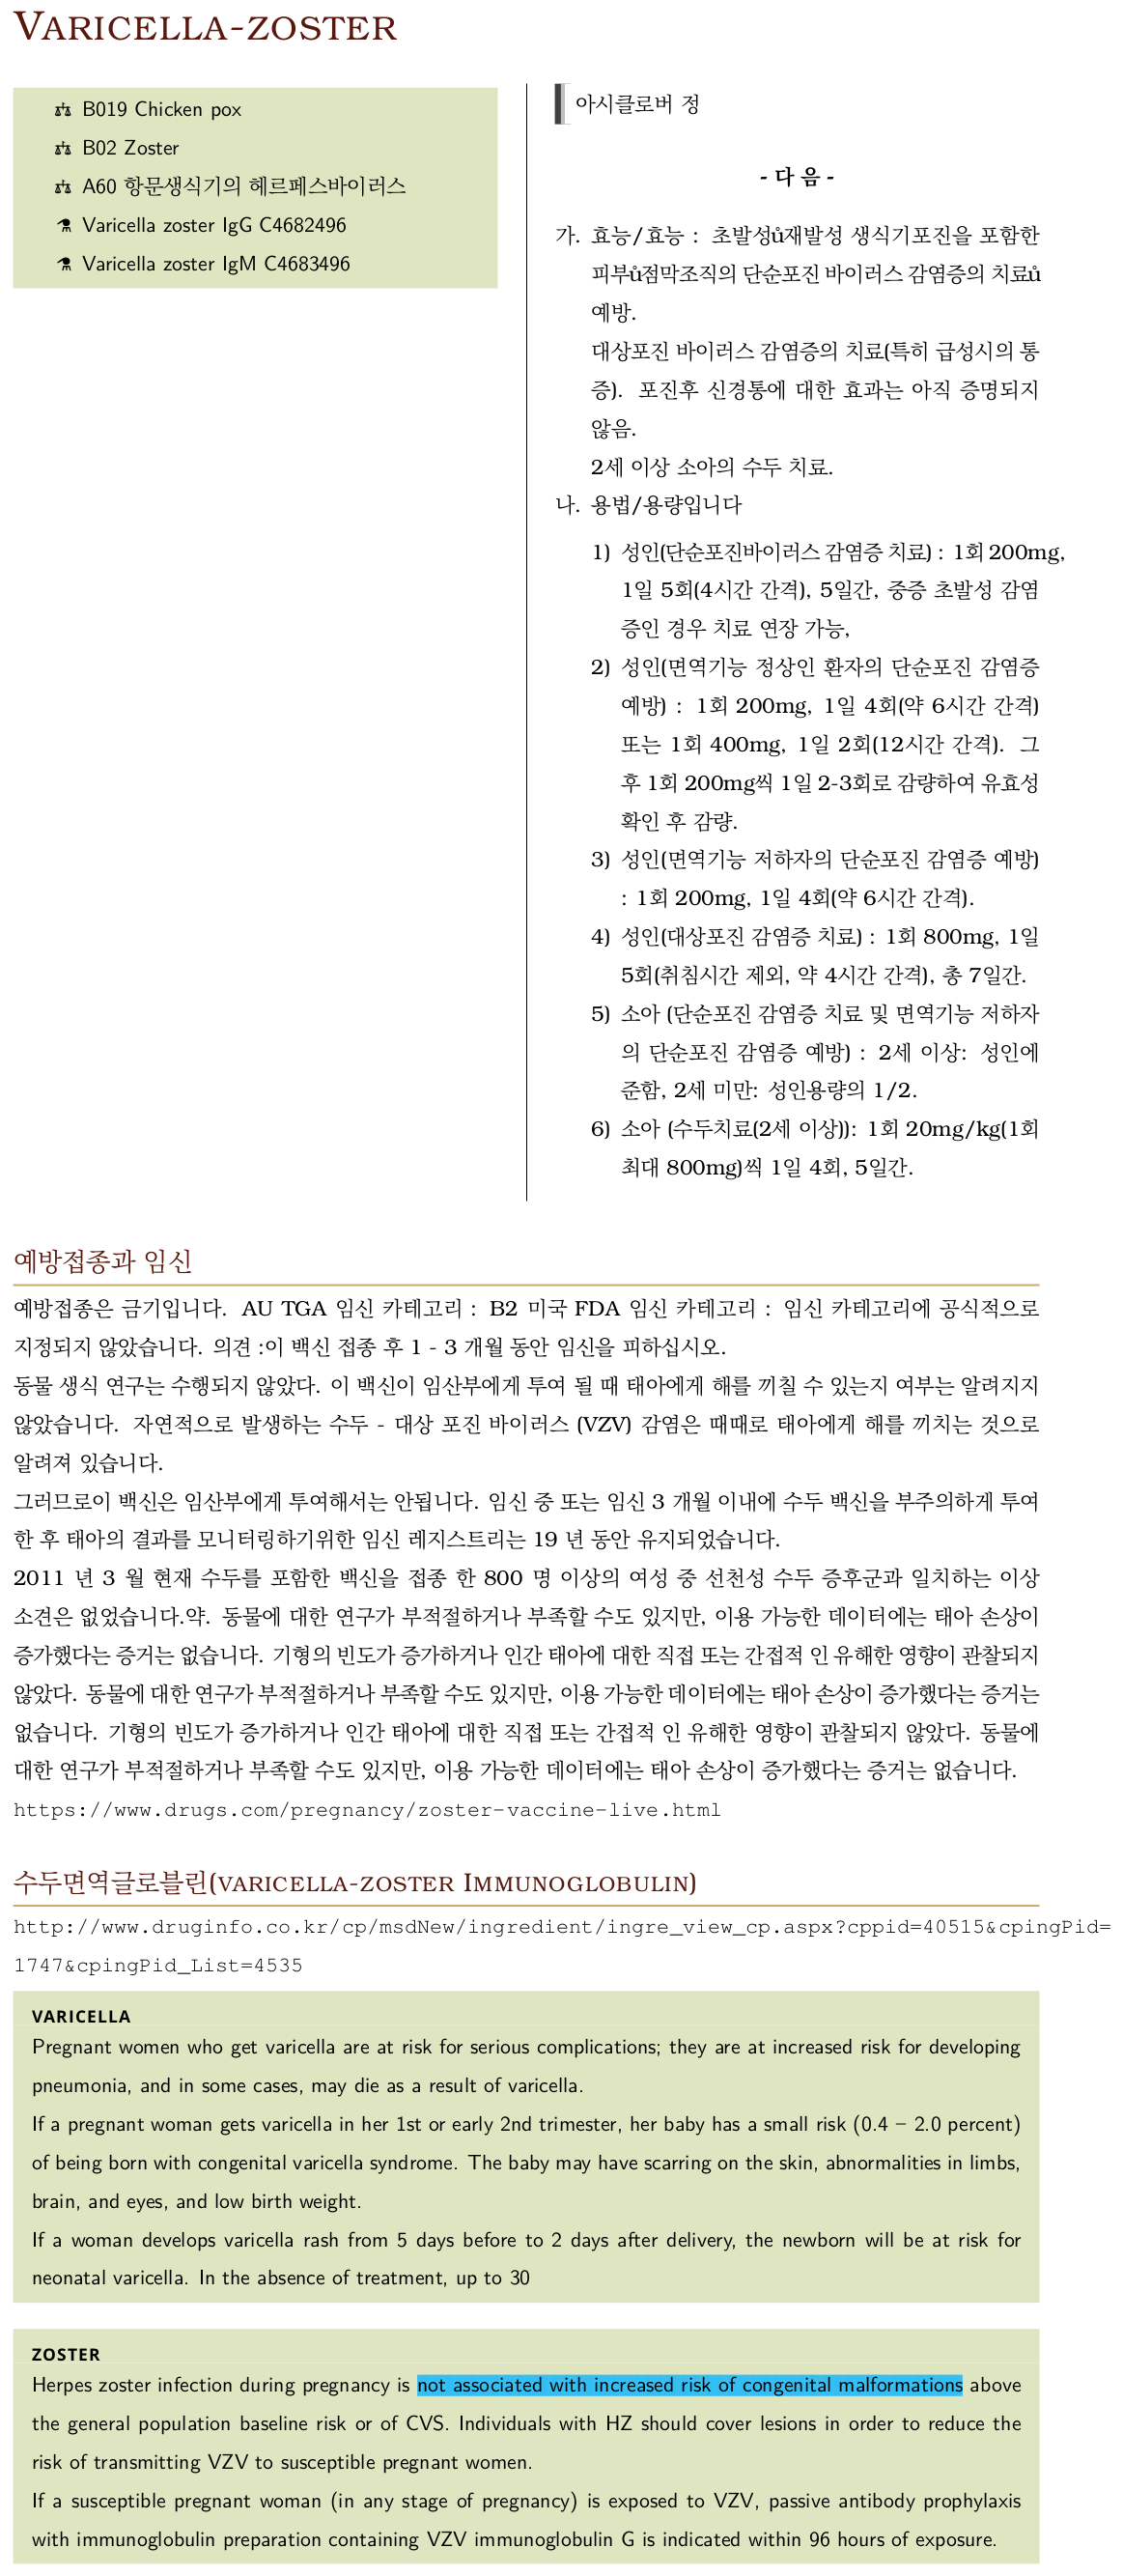 VARICELLA-ZOSTER
B019 Chicken pox
B02 Zoster
A60 항문생식기의 헤르페스바이러스
Varicella zoster IgG C4682496
Varicella zoster IgM C4683496
아시클로버 정
- 다 음 -
가. 효능/효능 : 초발성ů재발성 생식기포진을 포함한
피부ů점막조직의 단순포진 바이러스 감염증의 치료ů
예방.
대상포진 바이러스 감염증의 치료(특히 급성시의 통
증). 포진후 신경통에 대한 효과는 아직 증명되지
않음.
2세 이상 소아의 수두 치료.
나. 용법/용량입니다
1) 성인(단순포진바이러스 감염증 치료) : 1회 200mg,
1일 5회(4시간 간격), 5일간, 중증 초발성 감염
증인 경우 치료 연장 가능,
2) 성인(면역기능 정상인 환자의 단순포진 감염증
예방) : 1회 200mg, 1일 4회(약 6시간 간격)
또는 1회 400mg, 1일 2회(12시간 간격). 그
후 1회 200mg씩 1일 2-3회로 감량하여 유효성
확인 후 감량.
3) 성인(면역기능 저하자의 단순포진 감염증 예방)
: 1회 200mg, 1일 4회(약 6시간 간격).
4) 성인(대상포진 감염증 치료) : 1회 800mg, 1일
5회(취침시간 제외, 약 4시간 간격), 총 7일간.
5) 소아 (단순포진 감염증 치료 및 면역기능 저하자
의 단순포진 감염증 예방) : 2세 이상: 성인에
준함, 2세 미만: 성인용량의 1/2.
6) 소아 (수두치료(2세 이상)): 1회 20mg/kg(1회
최대 800mg)씩 1일 4회, 5일간.
예방접종과 임신
예방접종은 금기입니다. AU TGA 임신 카테고리 : B2 미국 FDA 임신 카테고리 : 임신 카테고리에 공식적으로
지정되지 않았습니다. 의견 :이 백신 접종 후 1 - 3 개월 동안 임신을 피하십시오.
동물 생식 연구는 수행되지 않았다. 이 백신이 임산부에게 투여 될 때 태아에게 해를 끼칠 수 있는지 여부는 알려지지
않았습니다. 자연적으로 발생하는 수두 - 대상 포진 바이러스 (VZV) 감염은 때때로 태아에게 해를 끼치는 것으로
알려져 있습니다.
그러므로이 백신은 임산부에게 투여해서는 안됩니다. 임신 중 또는 임신 3 개월 이내에 수두 백신을 부주의하게 투여
한 후 태아의 결과를 모니터링하기위한 임신 레지스트리는 19 년 동안 유지되었습니다.
2011 년 3 월 현재 수두를 포함한 백신을 접종 한 800 명 이상의 여성 중 선천성 수두 증후군과 일치하는 이상
소견은 없었습니다.약. 동물에 대한 연구가 부적절하거나 부족할 수도 있지만, 이용 가능한 데이터에는 태아 손상이
증가했다는 증거는 없습니다. 기형의 빈도가 증가하거나 인간 태아에 대한 직접 또는 간접적 인 유해한 영향이 관찰되지
않았다. 동물에 대한 연구가 부적절하거나 부족할 수도 있지만, 이용 가능한 데이터에는 태아 손상이 증가했다는 증거는
없습니다. 기형의 빈도가 증가하거나 인간 태아에 대한 직접 또는 간접적 인 유해한 영향이 관찰되지 않았다. 동물에
대한 연구가 부적절하거나 부족할 수도 있지만, 이용 가능한 데이터에는 태아 손상이 증가했다는 증거는 없습니다.
https://www.drugs.com/pregnancy/zoster-vaccine-live.html
수두면역글로블린(VARICELLA-ZOSTER IMMUNOGLOBULIN)
http://www.druginfo.co.kr/cp/msdNew/ingredient/ingre_view_cp.aspx?cppid=40515&cpingPid=
1747&cpingPid_List=4535
VARICELLA
Pregnant women who get varicella are at risk for serious complications; they are at increased risk for developing
pneumonia, and in some cases, may die as a result of varicella.
If a pregnant woman gets varicella in her 1st or early 2nd trimester, her baby has a small risk (0.4 – 2.0 percent)
of being born with congenital varicella syndrome. The baby may have scarring on the skin, abnormalities in limbs,
brain, and eyes, and low birth weight.
If a woman develops varicella rash from 5 days before to 2 days after delivery, the newborn will be at risk for
neonatal varicella. In the absence of treatment, up to 30
ZOSTER
Herpes zoster infection during pregnancy is not associated with increased risk of congenital malformations above
the general population baseline risk or of CVS. Individuals with HZ should cover lesions in order to reduce the
risk of transmitting VZV to susceptible pregnant women.
If a susceptible pregnant woman (in any stage of pregnancy) is exposed to VZV, passive antibody prophylaxis
with immunoglobulin preparation containing VZV immunoglobulin G is indicated within 96 hours of exposure.